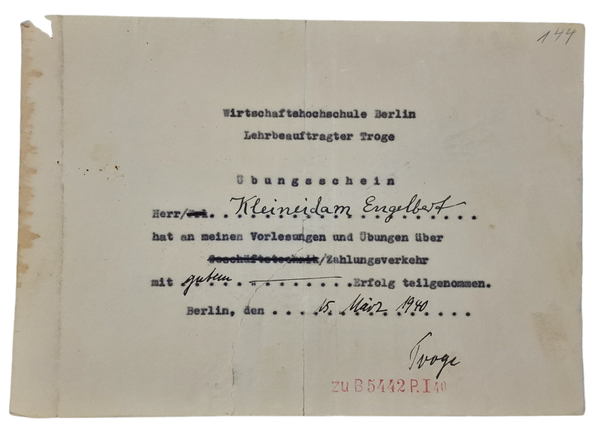 144
Wirtschaftshochschule Berlin
Lehrbeauftragter Troge
Übungsschein
Herr/Frl. Kleineidam Engelbert
hat an meinen Vorlesungen und Übungen über
Geschäftstechnik/Zahlungsverkehr
mit gutem Erfolg teilgenommen.
Berlin, den 15. März 1940
Troge
zu B 5442 P. I 40